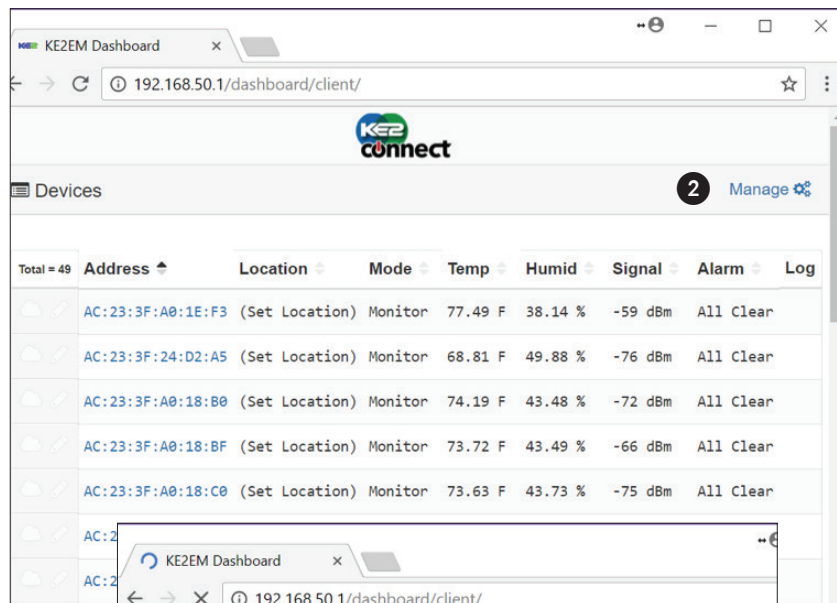 KE2 KE2EM Dashboard
192.168.50.1/dashboard/client/
KE2
connect
Devices
2 Manage
Total = 49 Address Location Mode Temp Humid Signal Alarm Log
AC:23:3F:A0:1E:F3 (Set Location) Monitor 77.49 F 38.14 % -59 dBm All Clear
AC:23:3F:24:D2:A5 (Set Location) Monitor 68.81 F 49.88 % -76 dBm All Clear
AC:23:3F:A0:18:B0 (Set Location) Monitor 74.19 F 43.48 % -72 dBm All Clear
AC:23:3F:A0:18:BF (Set Location) Monitor 73.72 F 43.49 % -66 dBm All Clear
AC:23:3F:A0:18:C0 (Set Location) Monitor 73.63 F 43.73 % -75 dBm All Clear
AC:2
KE2EM Dashboard
AC:2
192.168.50.1/dashboard/client/